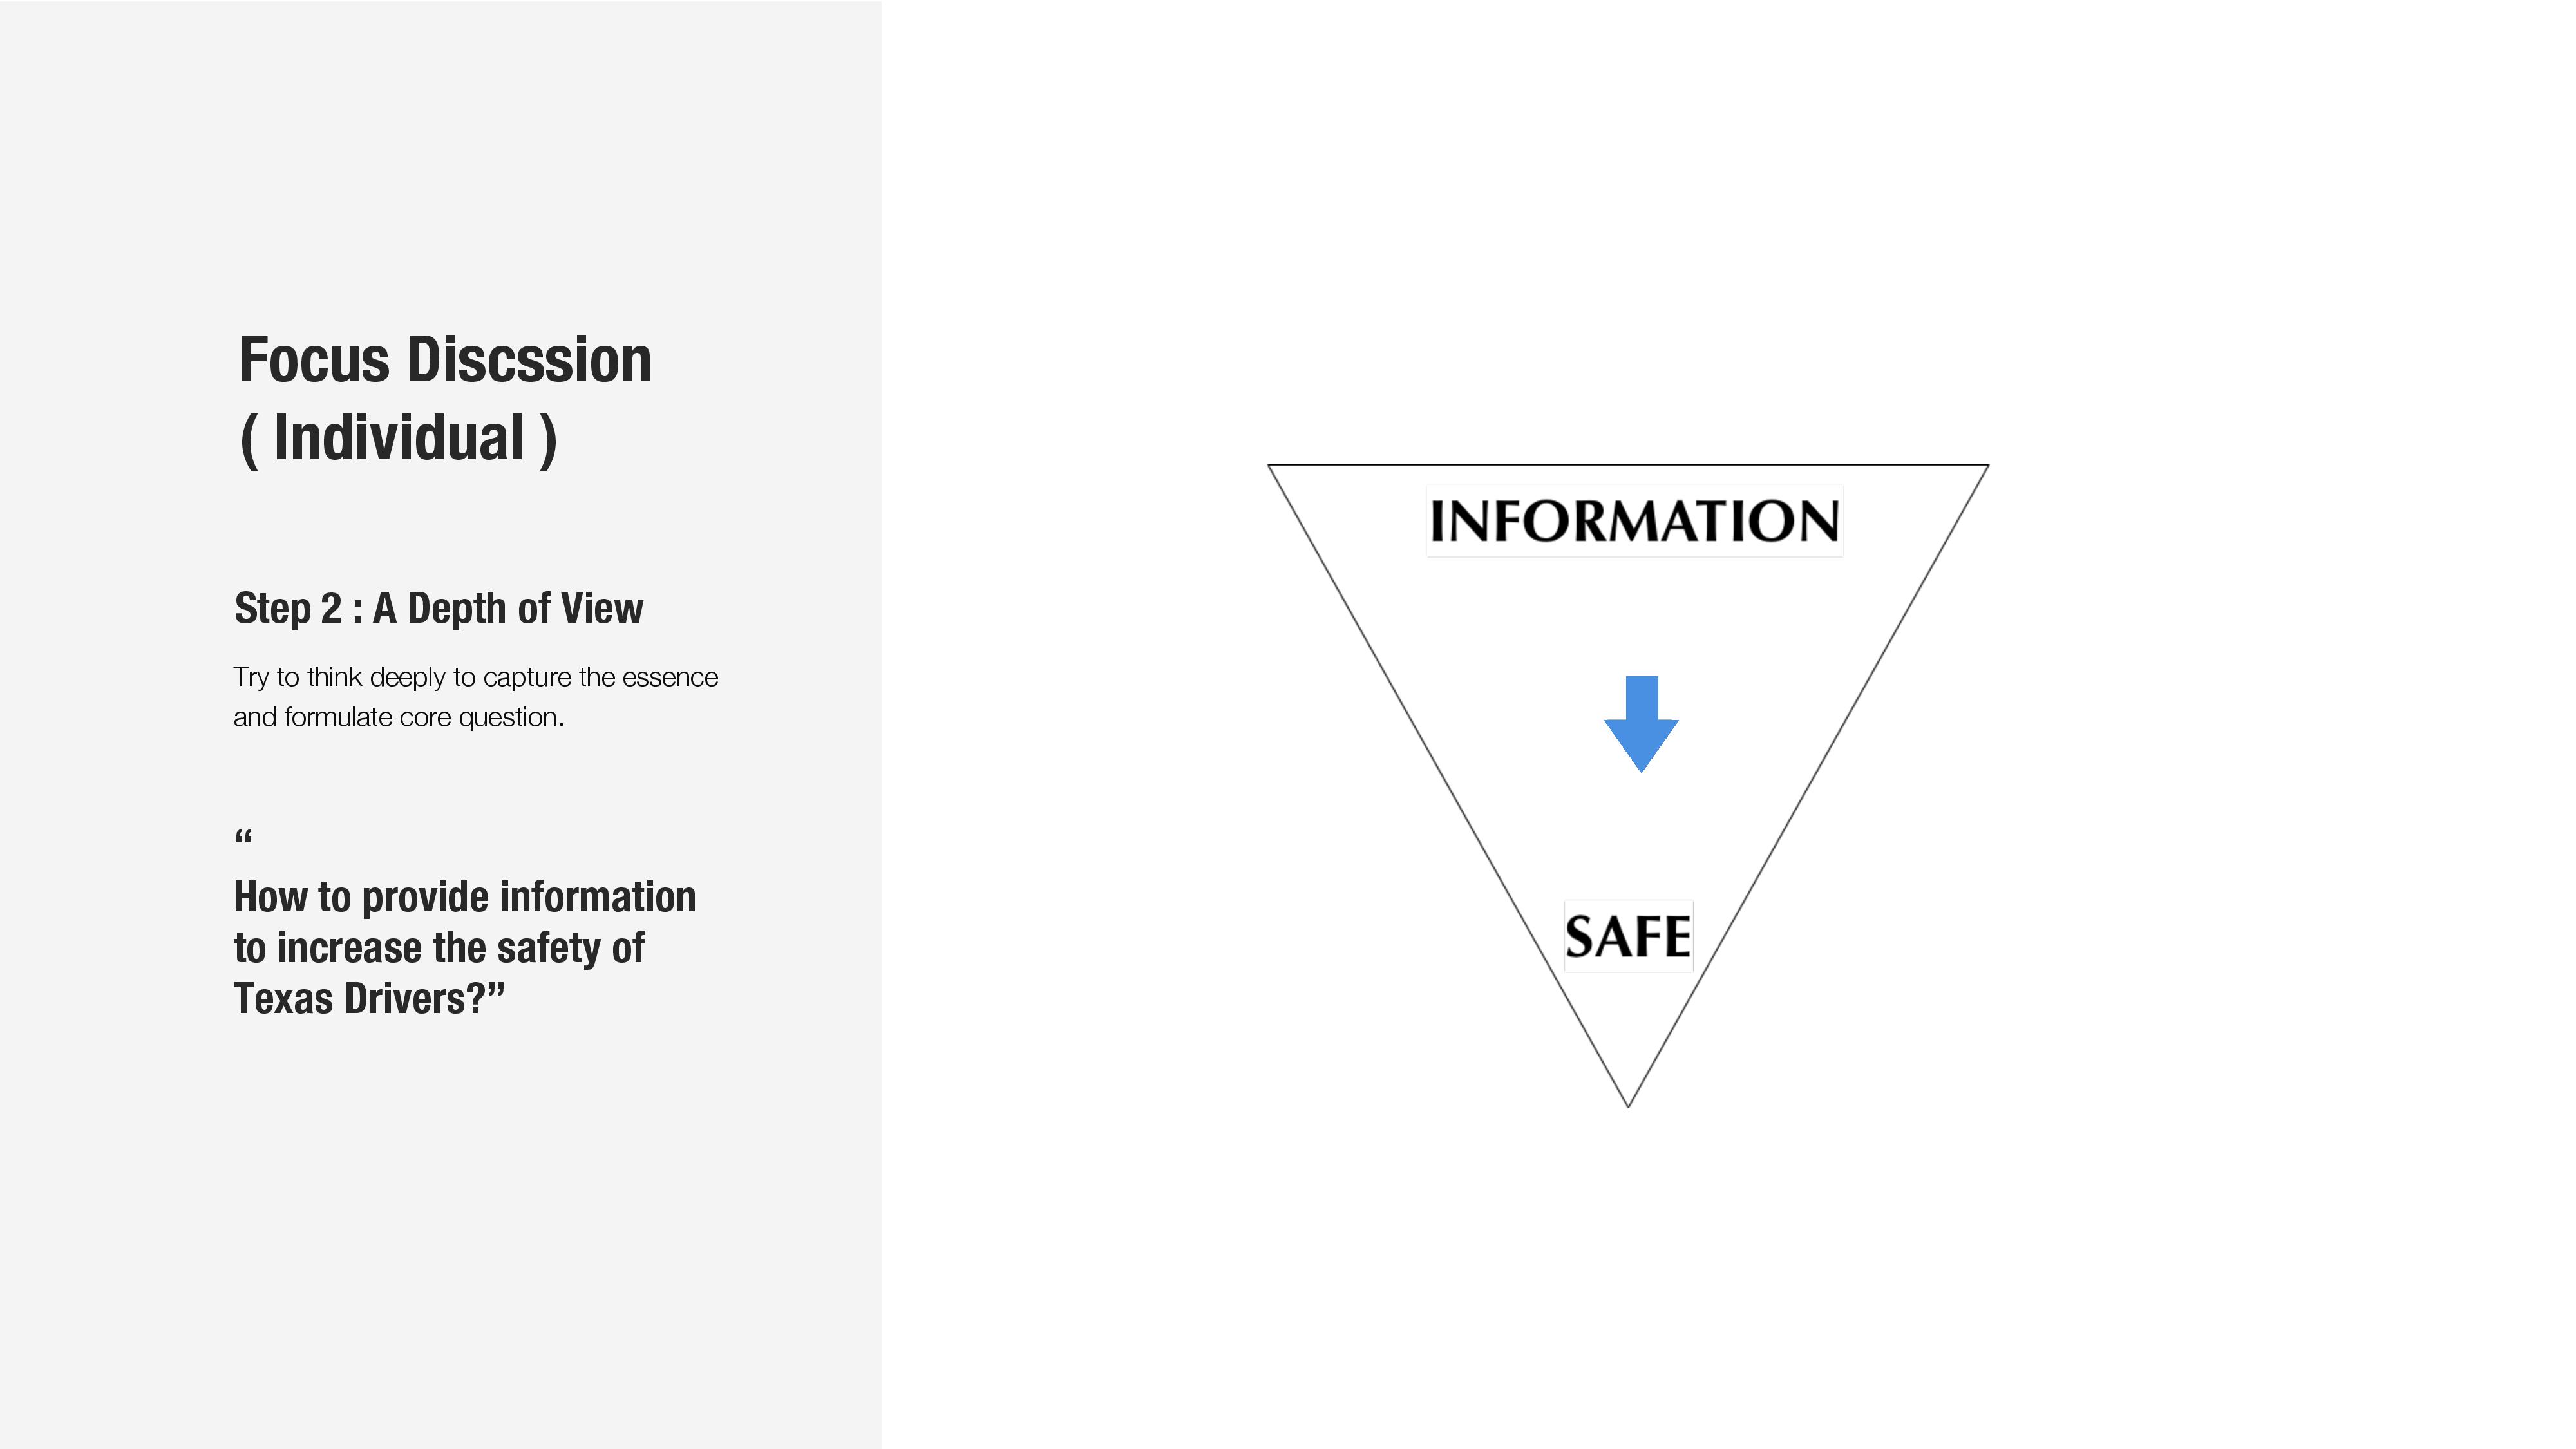 Focus Discssion
( Individual )
Step 2 : A Depth of View
Try to think deeply to capture the essence
and formulate core question.
“
How to provide information
to increase the safety of
Texas Drivers?”
INFORMATION
SAFE